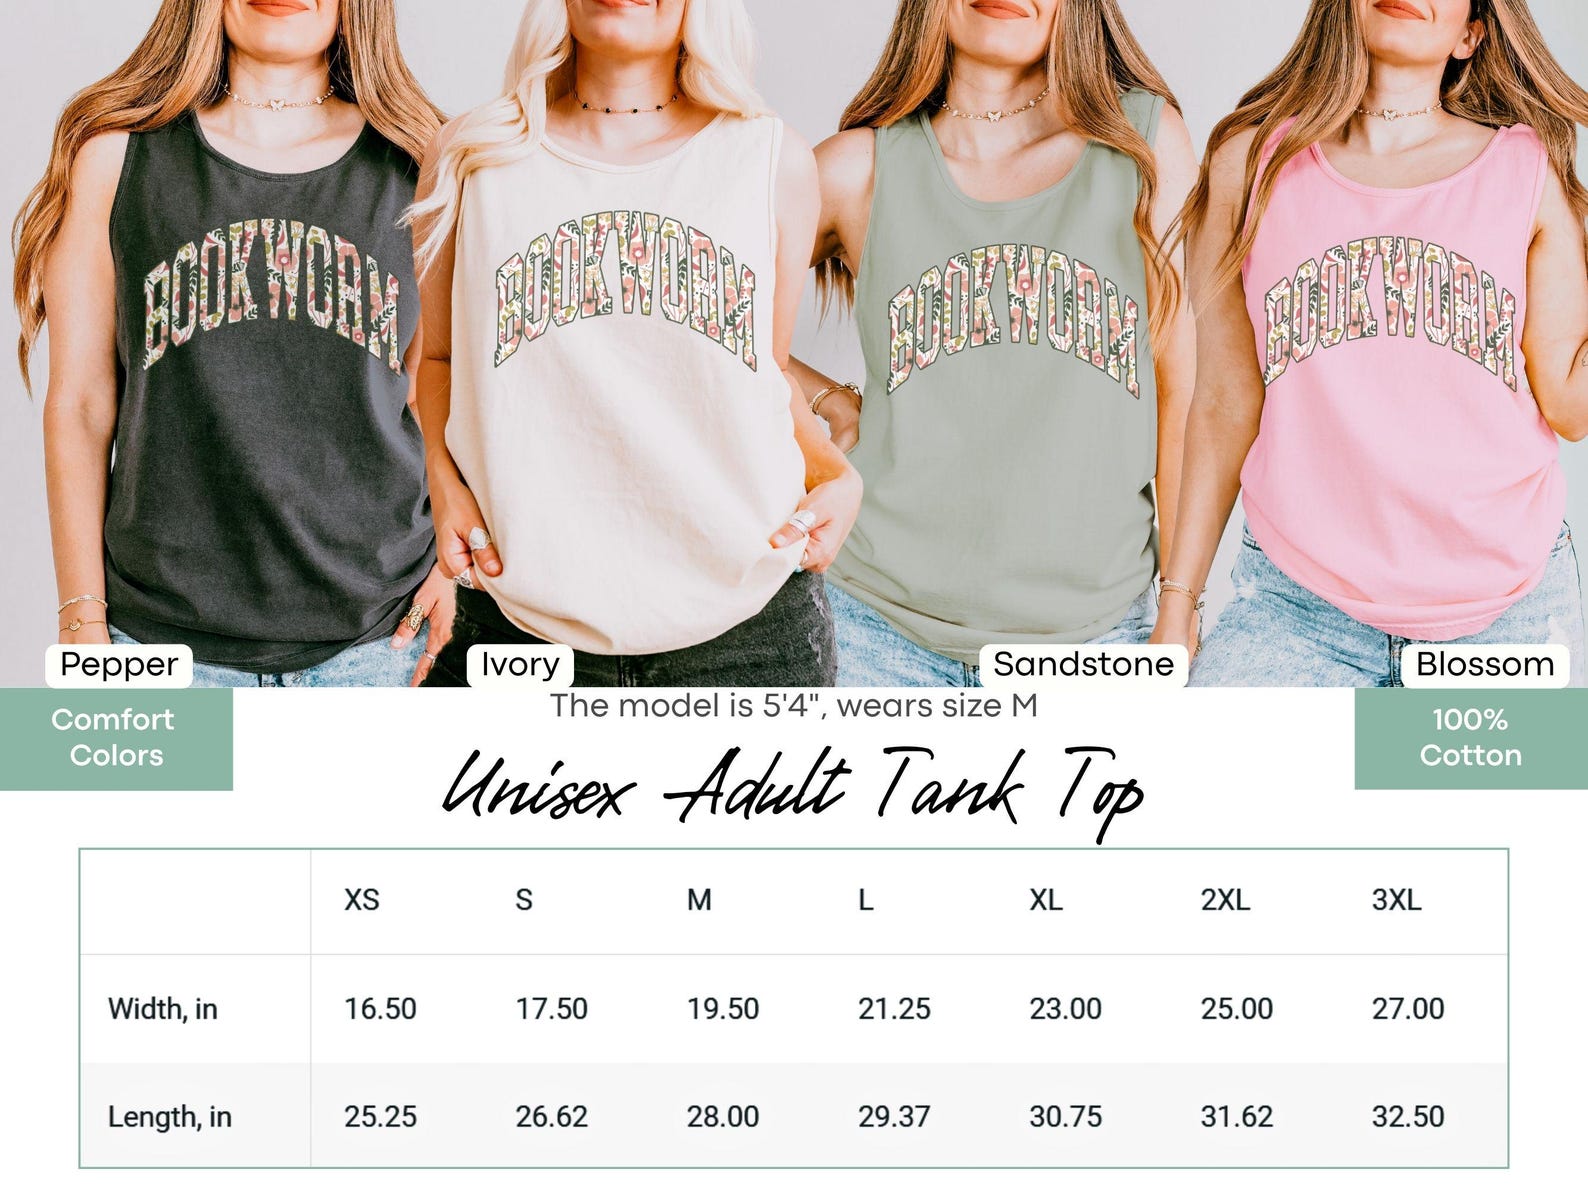 BOOKWORM
BOOKWORM
BOOKWORM
BOOKWORM
Pepper
Ivory
Sandstone
Blossom
Comfort
Colors
The model is 5'4", wears size M
100%
Cotton
Unisex Adult Tank Top
XS S M L XL 2XL 3XL
Width, in 16.50 17.50 19.50 21.25 23.00 25.00 27.00
Length, in 25.25 26.62 28.00 29.37 30.75 31.62 32.50